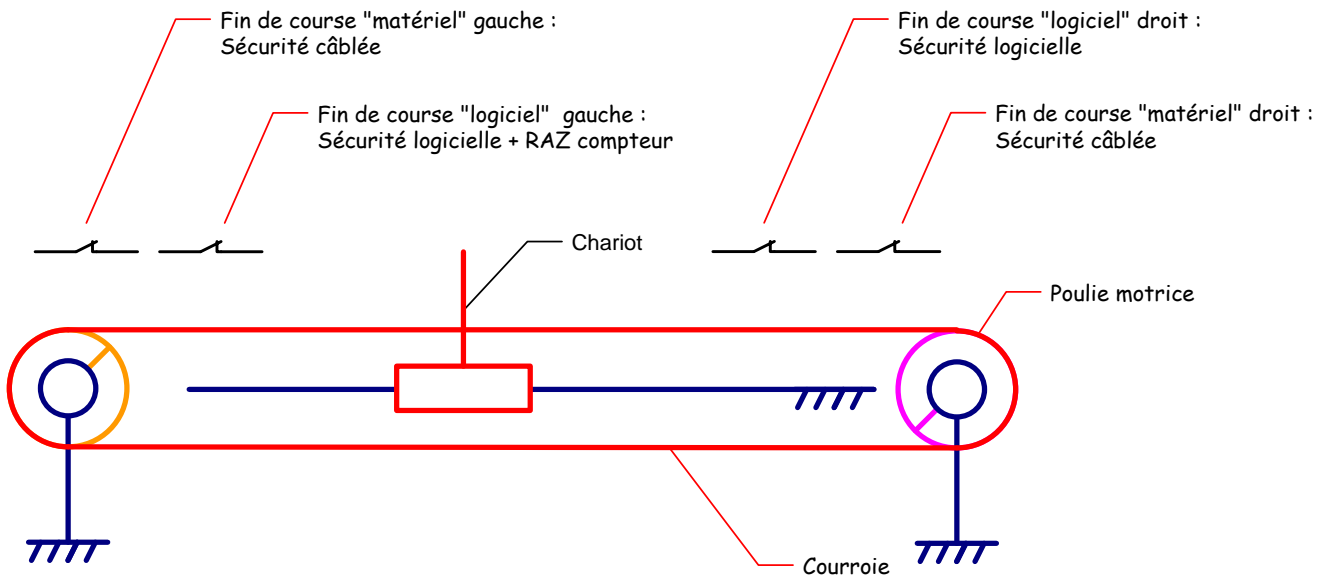 Fin de course "matériel" gauche :
Sécurité câblée
Fin de course "logiciel" droit :
Sécurité logicielle
Fin de course "logiciel"  gauche :
Sécurité logicielle + RAZ compteur
Fin de course "matériel" droit :
Sécurité câblée
Chariot
Poulie motrice
Courroie